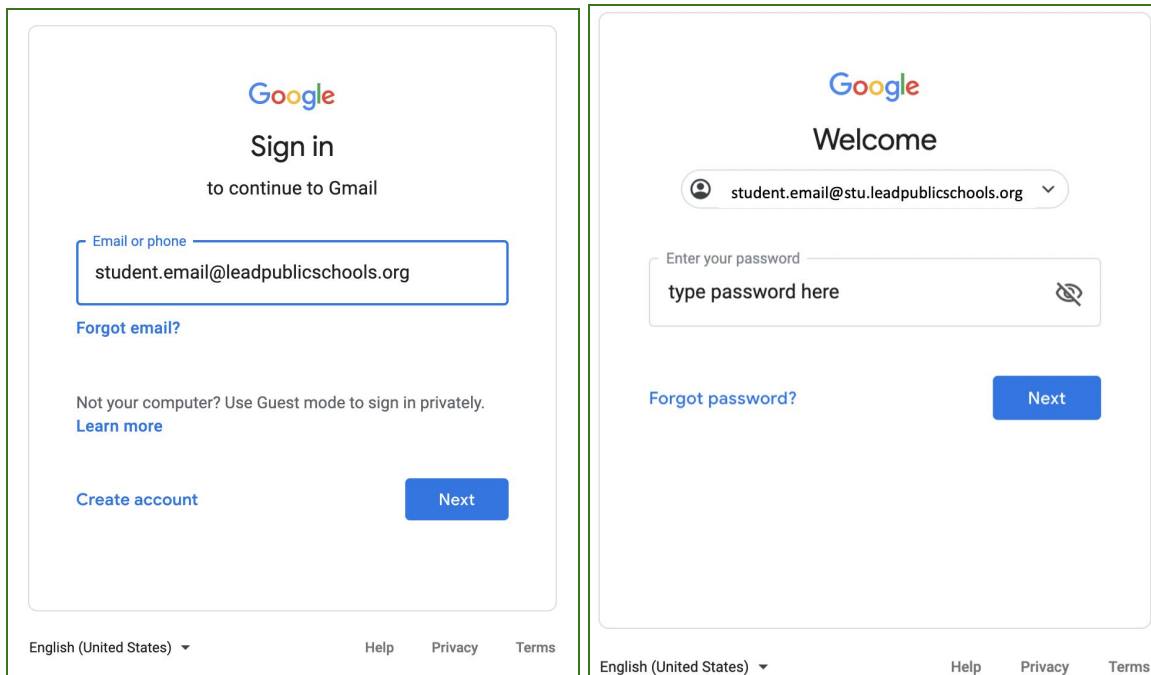 Google
Sign in
to continue to Gmail
Email or phone
student.email@leadpublicschools.org
Forgot email?
Not your computer? Use Guest mode to sign in privately.
Learn more
Create account
Next
English (United States)
Help
Privacy
Terms
Google
Welcome
student.email@stu.leadpublicschools.org
Enter your password
type password here
Forgot password?
Next
English (United States)
Help
Privacy
Terms